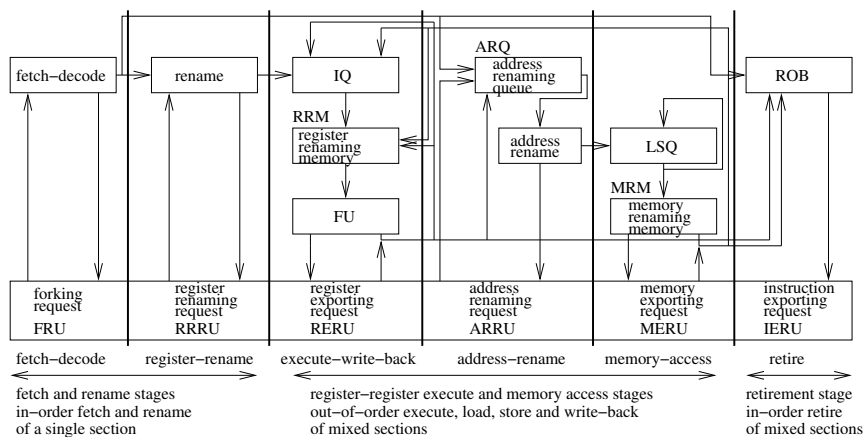 ARQ
fetch−decode
rename
IQ
address
renaming
queue
ROB
RRM
register
renaming
memory
address
rename
LSQ
MRM
FU
memory
renaming
memory
forking
request
FRU
register
renaming
request
RRRU
register
exporting
request
RERU
address
renaming
request
ARRU
memory
exporting
request
MERU
instruction
exporting
request
IERU
fetch−decode
register−rename
execute−write−back
address−rename
memory−access
retire
fetch and rename stages
in−order fetch and rename
of a single section
register−register execute and memory access stages
out−of−order execute, load, store and write−back
of mixed sections
retirement stage
in−order retire
of mixed sections